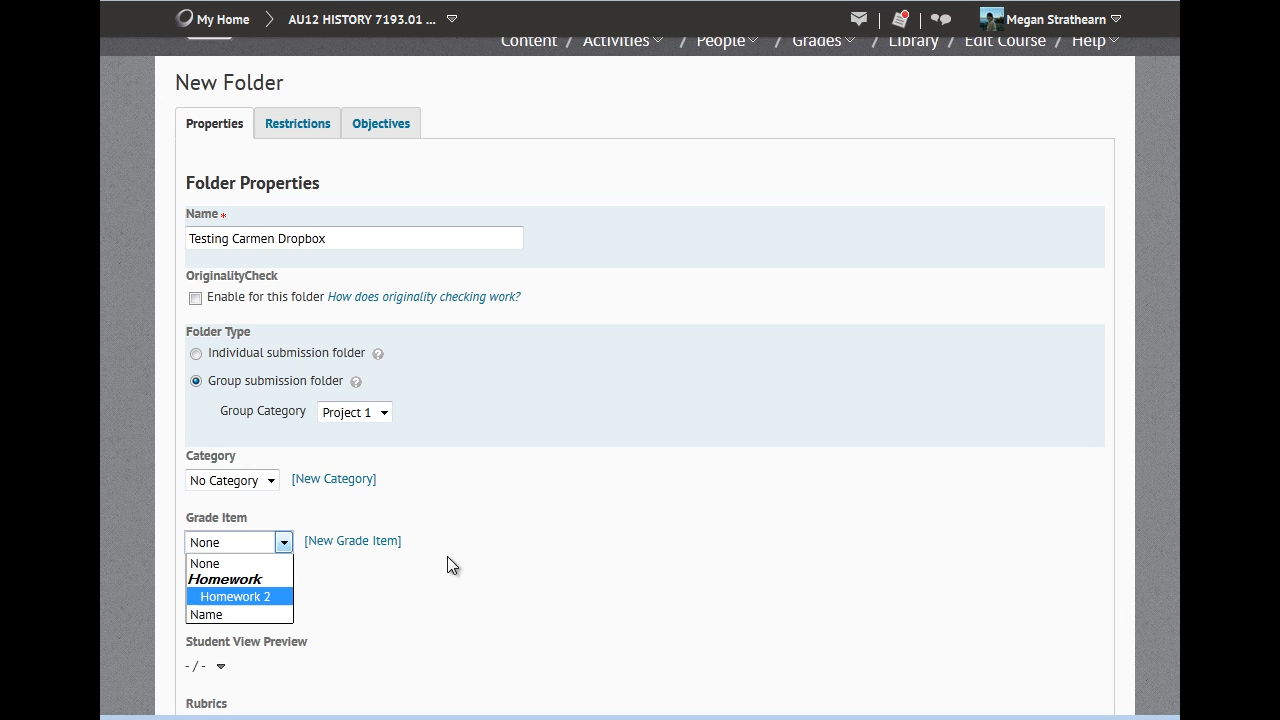 My Home AU12 HISTORY 7193.01 ... Megan Strathearn
Content / Activities / People / Grades / Library / Edit Course / Help
New Folder
Properties Restrictions Objectives
Folder Properties
Name *
Testing Carmen Dropbox
OriginalityCheck
Enable for this folder How does originality checking work?
Folder Type
Individual submission folder ?
Group submission folder ?
Group Category Project 1
Category
No Category [New Category]
Grade Item
None [New Grade Item]
None
Homework
Homework 2
Name
Student View Preview
- / -
Rubrics